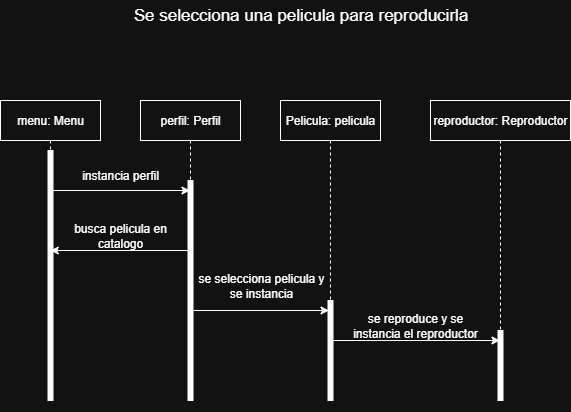 Se selecciona una pelicula para reproducirla
menu: Menu
perfil: Perfil
Pelicula: pelicula
reproductor: Reproductor
instancia perfil
busca pelicula en
catalogo
se selecciona pelicula y
se instancia
se reproduce y se
instancia el reproductor